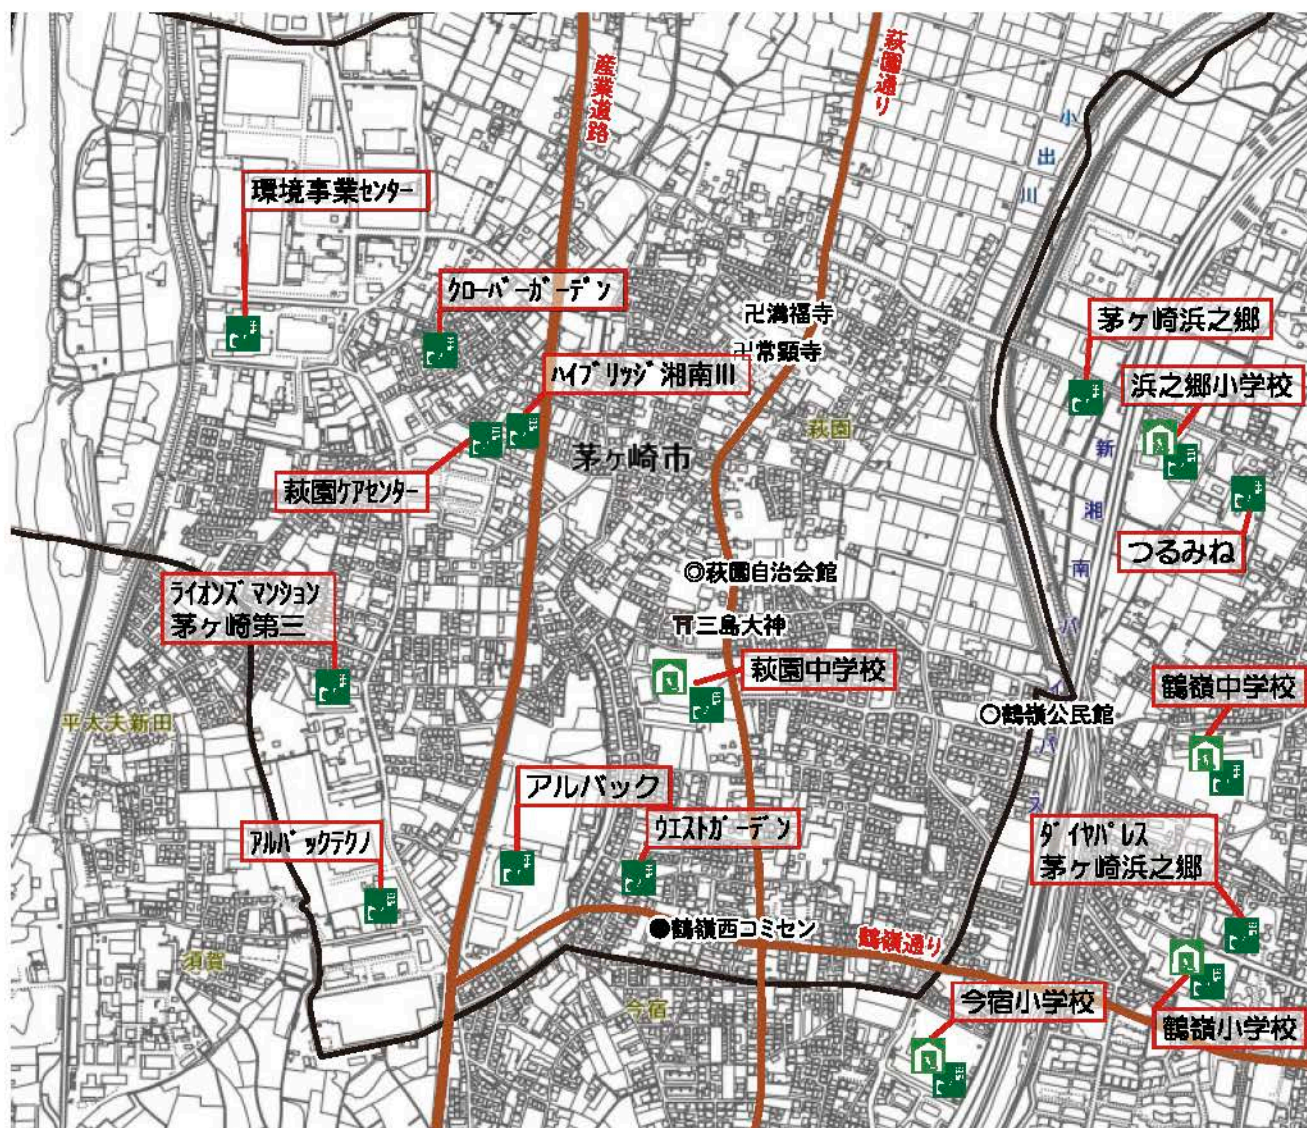 産業道路
萩園通り
小出川
環境事業センター
クローバーガーデン
卍満福寺
卍常顕寺
ハイブリッジ湘南川
茅ヶ崎浜之郷
浜之郷小学校
萩園
茅ヶ崎市
萩園ケアセンター
新湘南バイパス
つるみね
◎萩園自治会館
ライオンズマンション
茅ヶ崎第三
三島大神
萩園中学校
鶴嶺中学校
平太夫新田
○鶴嶺公民館
アルバック
ウエストガーデン
アルバックテクノ
ダイヤパレス
茅ヶ崎浜之郷
●鶴嶺西コミセン
鶴嶺通り
須賀
今宿
今宿小学校
鶴嶺小学校